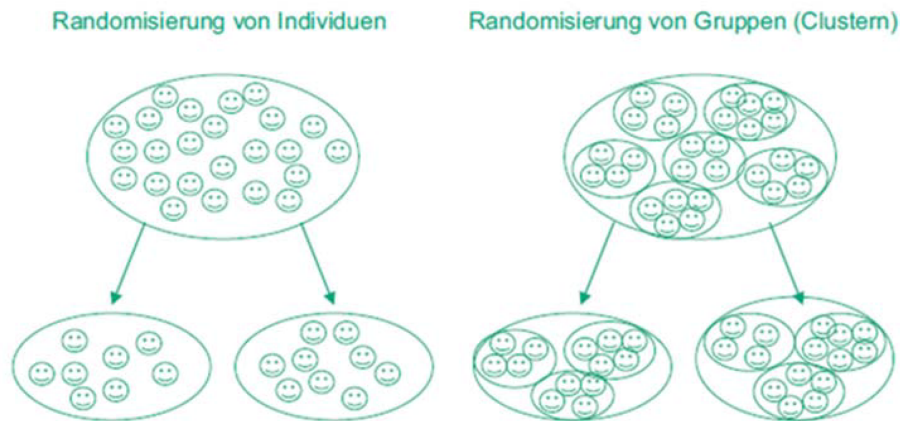 Randomisierung von Individuen
Randomisierung von Gruppen (Clustern)